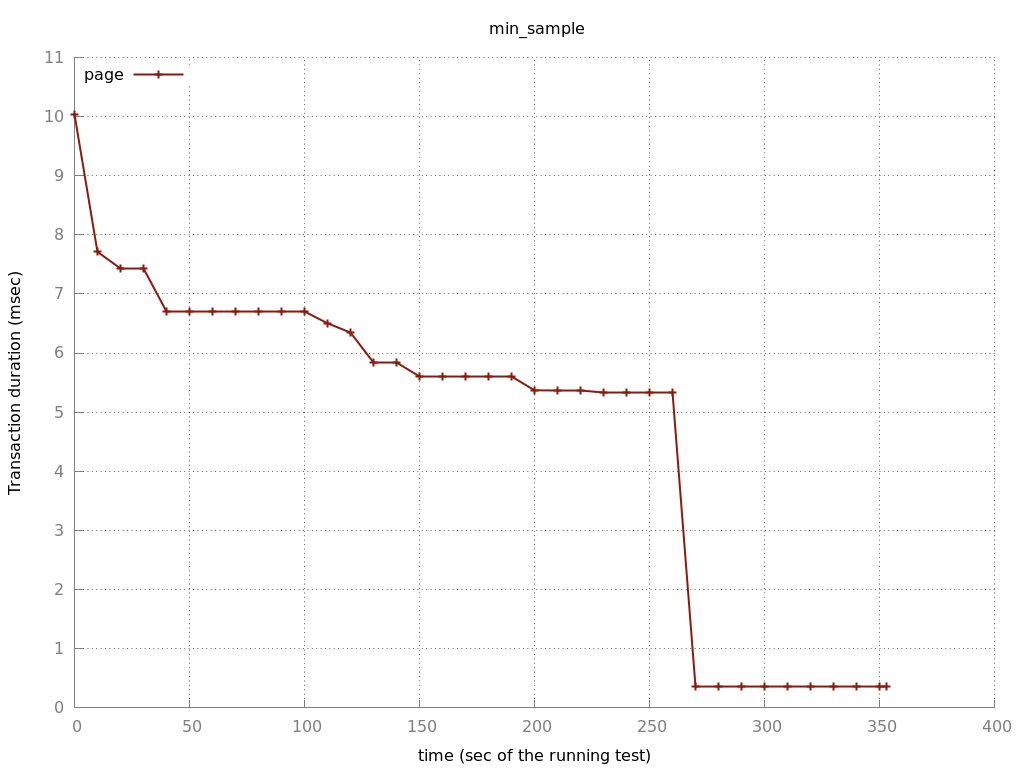 min_sample
page
11
10
9
8
7
6
5
4
3
2
1
0
Transaction duration (msec)
0 50 100 150 200 250 300 350 400
time (sec of the running test)